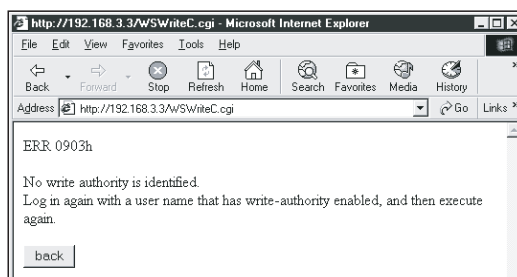 http://192.168.3.3/WSWriteC.cgi - Microsoft Internet Explorer
File Edit View Favorites Tools Help
Back Forward Stop Refresh Home Search Favorites Media History »
Address http://192.168.3.3/WSWriteC.cgi Go Links »
ERR 0903h
No write authority is identified.
Log in again with a user name that has write-authority enabled, and then execute
again.
back